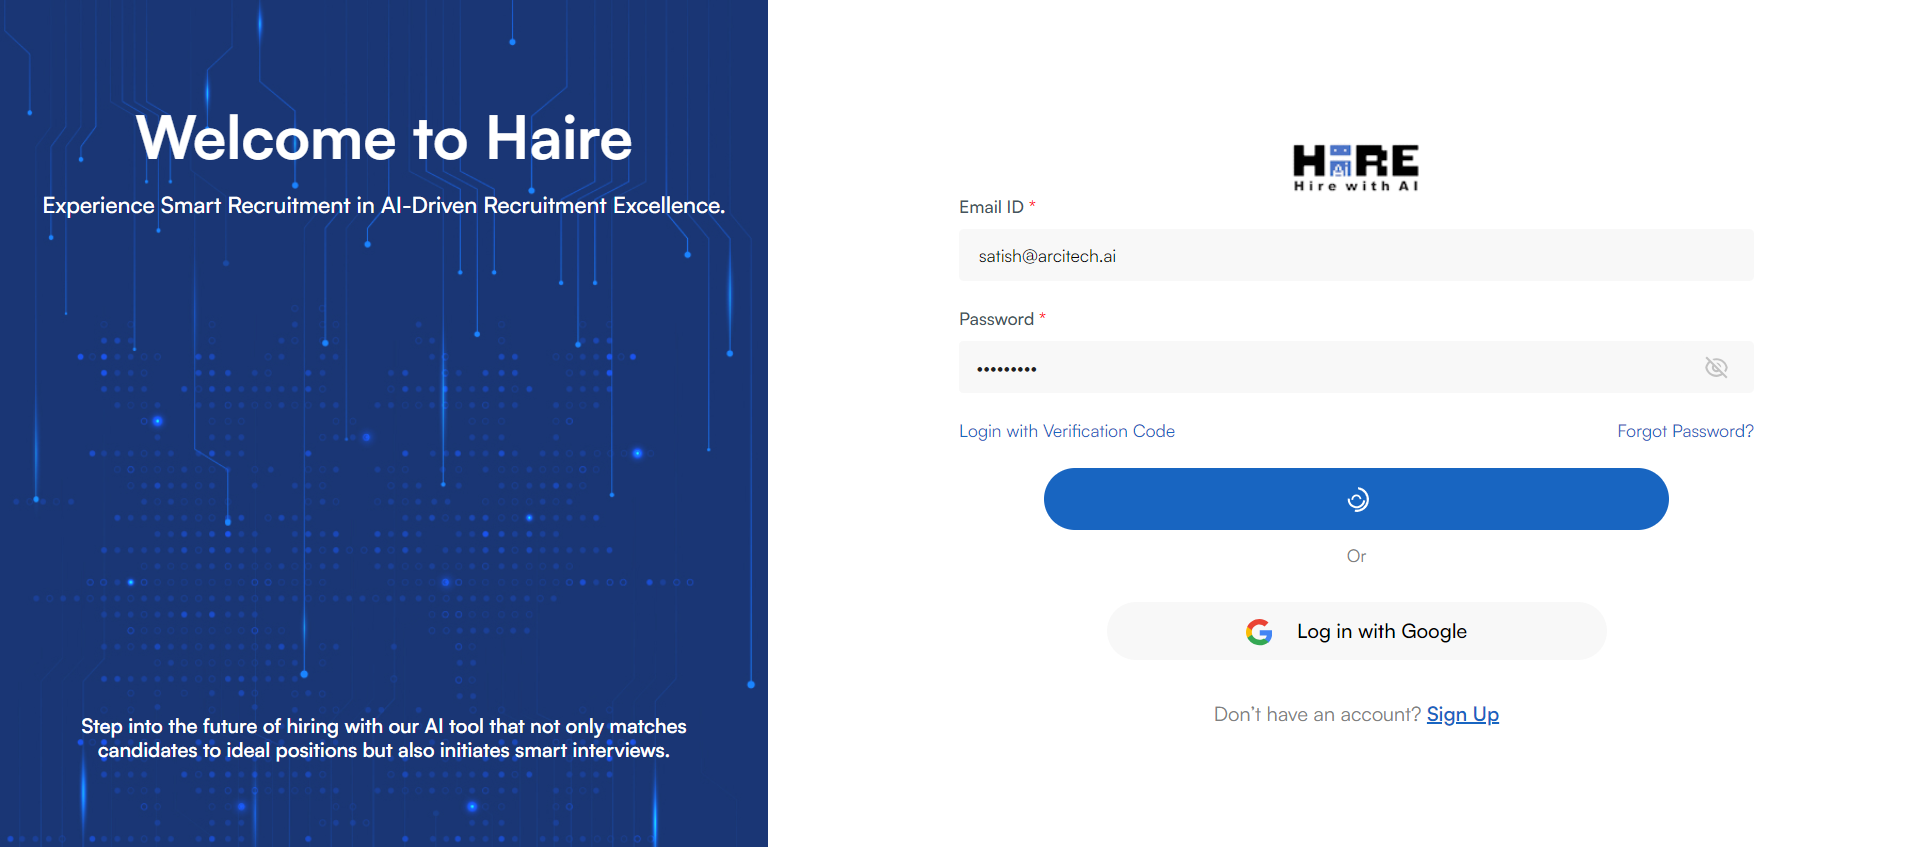 Welcome to Haire
Experience Smart Recruitment in AI-Driven Recruitment Excellence.
Step into the future of hiring with our AI tool that not only matches
candidates to ideal positions but also initiates smart interviews.
HAiRE
Hire with AI
Email ID *
satish@arcitech.ai
Password *
•••••••••
Login with Verification Code
Forgot Password?
Or
Log in with Google
Don’t have an account? Sign Up